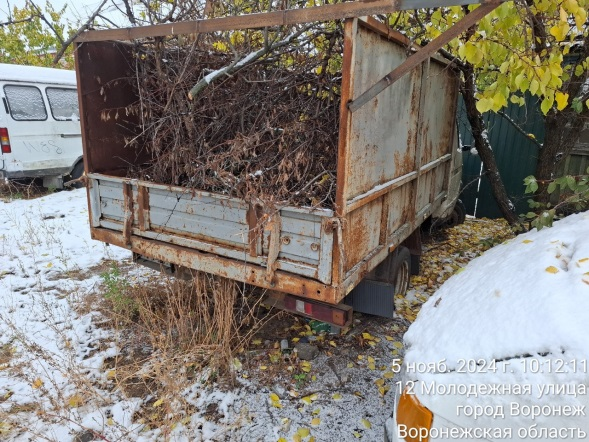 5 нояб. 2024 г. 10:12:11
12 Молодежная улица
город Воронеж
Воронежская область